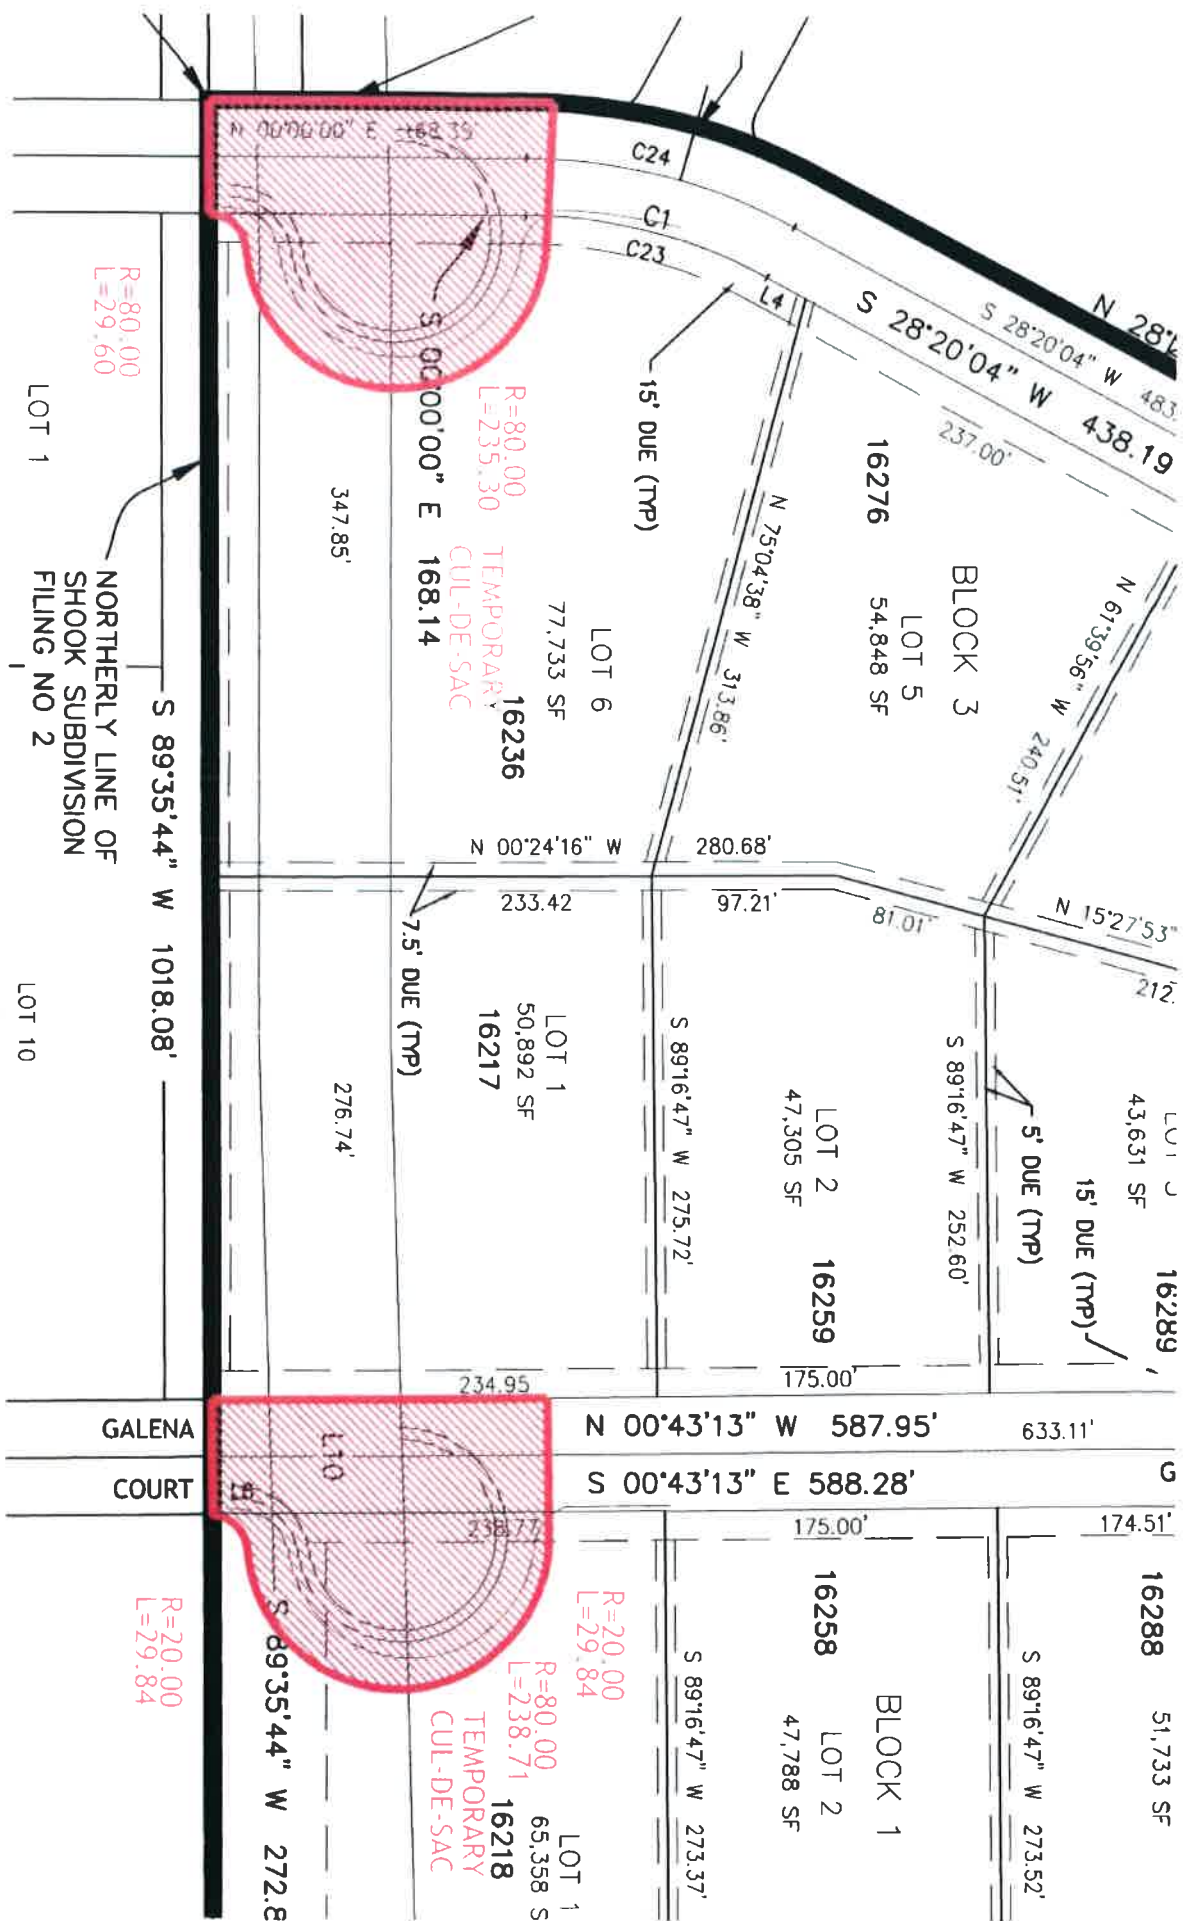 N 00°00'00" E 168.39
C24
C1
C23
L4
N 28°
S 28°20'04" W 483.
S 28°20'04" W 438.19
237.00'
R=80.00
L=29.60
LOT 1
S 00°00'00" E 168.14
R=80.00
L=235.30
TEMPORARY
CUL-DE-SAC
15' DUE (TYP)
347.85'
LOT 6
77,733 SF
16236
16276
BLOCK 3
LOT 5
54,848 SF
N 75°04'38" W 313.86'
N 61°39'56" W 240.51'
NORTHERLY LINE OF
SHOOK SUBDIVISION
FILING NO 2
S 89°35'44" W 1018.08'
LOT 10
N 00°24'16" W 280.68'
233.42
97.21'
81.01'
N 15°27'53"
212.
7.5' DUE (TYP)
LOT 1
50,892 SF
16217
276.74'
S 89°16'47" W 275.72'
LOT 2
47,305 SF
16259
S 89°16'47" W 252.60'
5' DUE (TYP)
15' DUE (TYP)
43,631 SF
16289
234.95
175.00'
GALENA
COURT
N 00°43'13" W 587.95'
633.11'
S 00°43'13" E 588.28'
G
L10
L8
238.77
175.00'
174.51'
R=20.00
L=29.84
S 89°35'44" W 272.8
R=20.00
L=29.84
R=80.00
L=238.71
TEMPORARY
CUL-DE-SAC
LOT 1
65,358 S
16218
S 89°16'47" W 273.37'
16258
BLOCK 1
LOT 2
47,788 SF
S 89°16'47" W 273.52'
16288
51,733 SF